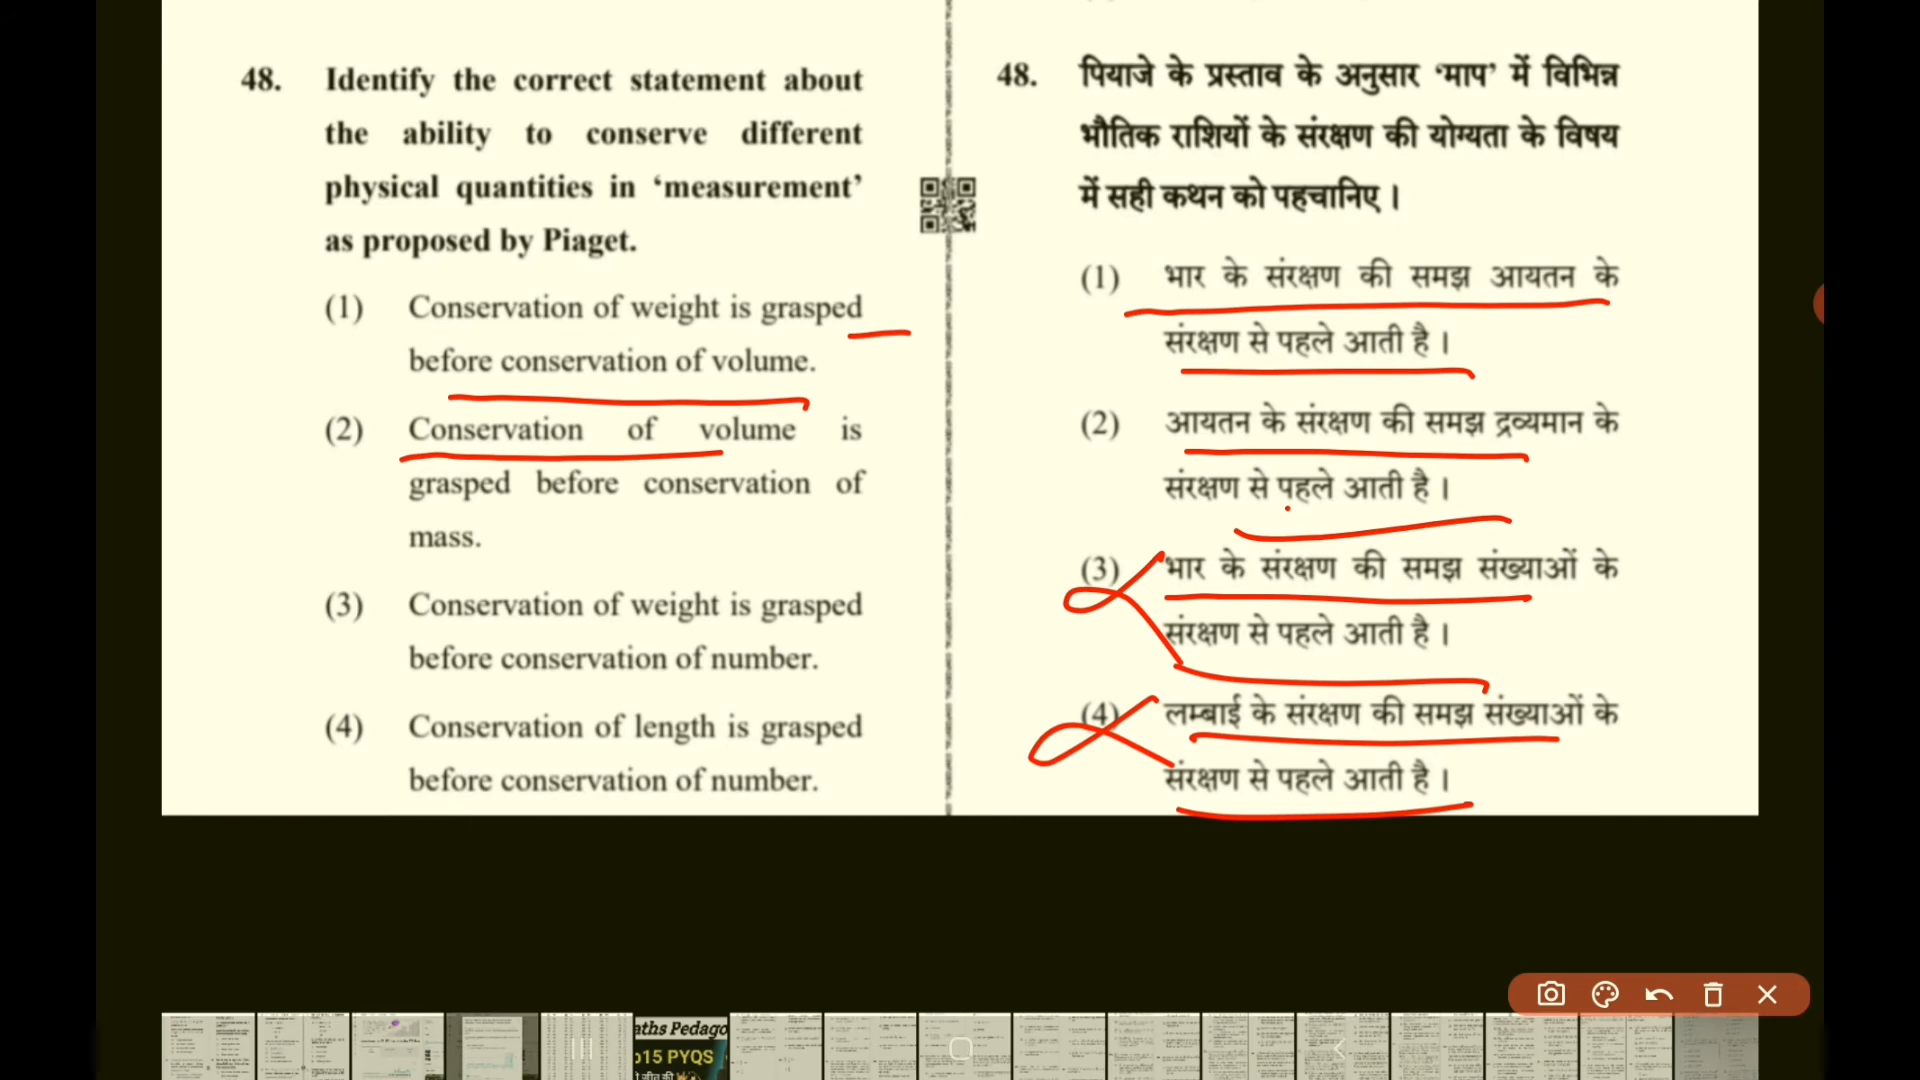 48. Identify the correct statement about
the ability to conserve different
physical quantities in ‘measurement’
as proposed by Piaget.
(1) Conservation of weight is grasped
before conservation of volume.
(2) Conservation of volume is
grasped before conservation of
mass.
(3) Conservation of weight is grasped
before conservation of number.
(4) Conservation of length is grasped
before conservation of number.
48. पियाजे के प्रस्ताव के अनुसार ‘माप’ में विभिन्न
भौतिक राशियों के संरक्षण की योग्यता के विषय
में सही कथन को पहचानिए ।
(1) भार के संरक्षण की समझ आयतन के
संरक्षण से पहले आती है ।
(2) आयतन के संरक्षण की समझ द्रव्यमान के
संरक्षण से पहले आती है ।
(3) भार के संरक्षण की समझ संख्याओं के
संरक्षण से पहले आती है ।
(4) लम्बाई के संरक्षण की समझ संख्याओं के
संरक्षण से पहले आती है ।
aths Pedago
15 PYQS